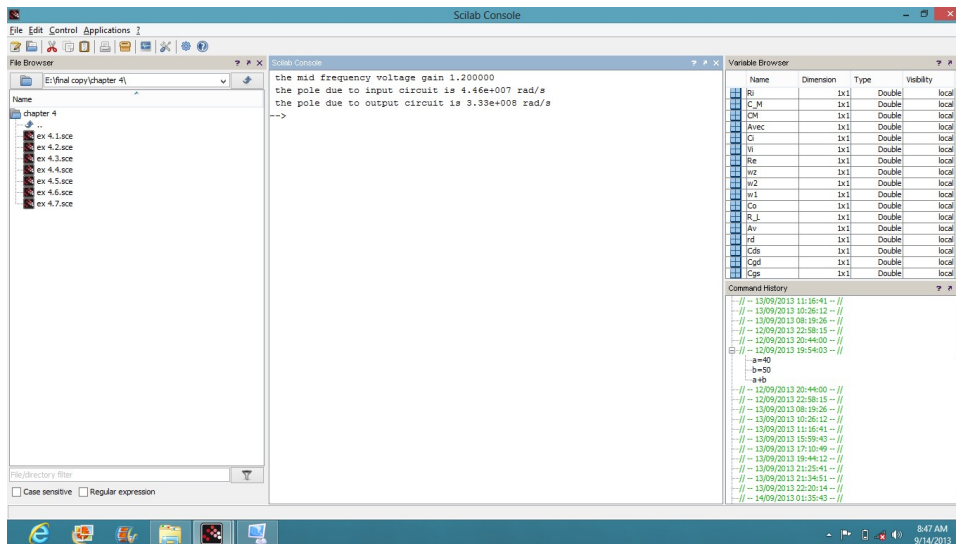 Scilab Console
File Edit Control Applications ?
File Browser
E:\final copy\chapter 4\
Name
chapter 4
..
ex 4.1.sce
ex 4.2.sce
ex 4.3.sce
ex 4.4.sce
ex 4.5.sce
ex 4.6.sce
ex 4.7.sce
File/directory filter
Case sensitive Regular expression
Scilab Console
the mid frequency voltage gain 1.200000
the pole due to input circuit is 4.46e+007 rad/s
the pole due to output circuit is 3.33e+008 rad/s
-->
Variable Browser
Name Dimension Type Visibility
Ri 1x1 Double local
C_M 1x1 Double local
CM 1x1 Double local
Avec 1x1 Double local
Ci 1x1 Double local
Vi 1x1 Double local
Re 1x1 Double local
wz 1x1 Double local
w2 1x1 Double local
w1 1x1 Double local
Co 1x1 Double local
R_L 1x1 Double local
Av 1x1 Double local
rd 1x1 Double local
Cds 1x1 Double local
Cgd 1x1 Double local
Cgs 1x1 Double local
Command History
// -- 13/09/2013 11:16:41 -- //
// -- 13/09/2013 10:26:12 -- //
// -- 13/09/2013 08:19:26 -- //
// -- 12/09/2013 22:58:15 -- //
// -- 12/09/2013 20:44:00 -- //
// -- 12/09/2013 19:54:03 -- //
a=40
b=50
a+b
// -- 12/09/2013 20:44:00 -- //
// -- 12/09/2013 22:58:15 -- //
// -- 13/09/2013 08:19:26 -- //
// -- 13/09/2013 10:26:12 -- //
// -- 13/09/2013 11:16:41 -- //
// -- 13/09/2013 15:59:43 -- //
// -- 13/09/2013 17:10:49 -- //
// -- 13/09/2013 19:44:12 -- //
// -- 13/09/2013 21:25:41 -- //
// -- 13/09/2013 21:34:51 -- //
// -- 13/09/2013 22:20:14 -- //
// -- 14/09/2013 01:35:43 -- //
8:47 AM
9/14/2013